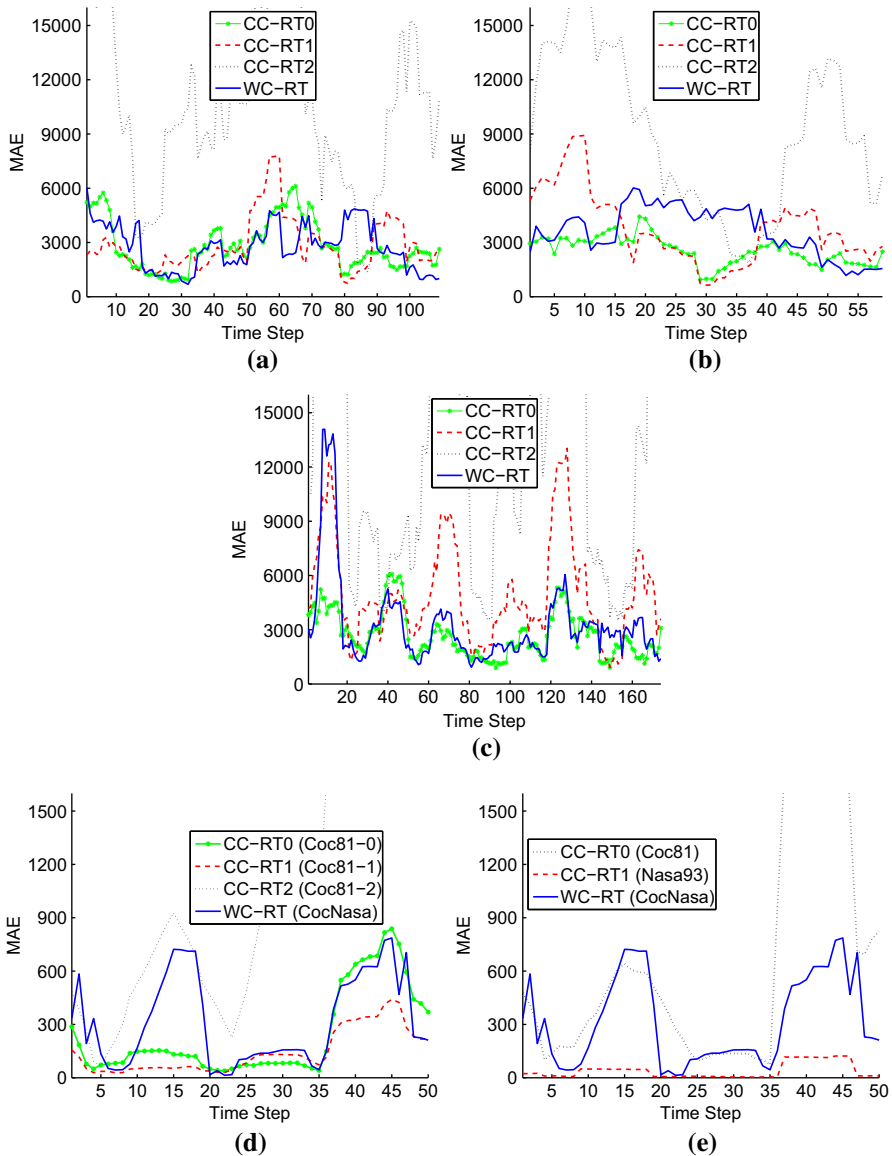 CC−RT0
CC−RT1
CC−RT2
WC−RT
15000
12000
9000
6000
3000
0
MAE
10 20 30 40 50 60 70 80 90 100
Time Step
(a)
CC−RT0
CC−RT1
CC−RT2
WC−RT
15000
12000
9000
6000
3000
0
MAE
5 10 15 20 25 30 35 40 45 50 55
Time Step
(b)
CC−RT0
CC−RT1
CC−RT2
WC−RT
15000
12000
9000
6000
3000
0
MAE
20 40 60 80 100 120 140 160
Time Step
(c)
CC−RT0 (Coc81−0)
CC−RT1 (Coc81−1)
CC−RT2 (Coc81−2)
WC−RT (CocNasa)
1500
1200
900
600
300
0
MAE
5 10 15 20 25 30 35 40 45 50
Time Step
(d)
CC−RT0 (Coc81)
CC−RT1 (Nasa93)
WC−RT (CocNasa)
1500
1200
900
600
300
0
MAE
5 10 15 20 25 30 35 40 45 50
Time Step
(e)